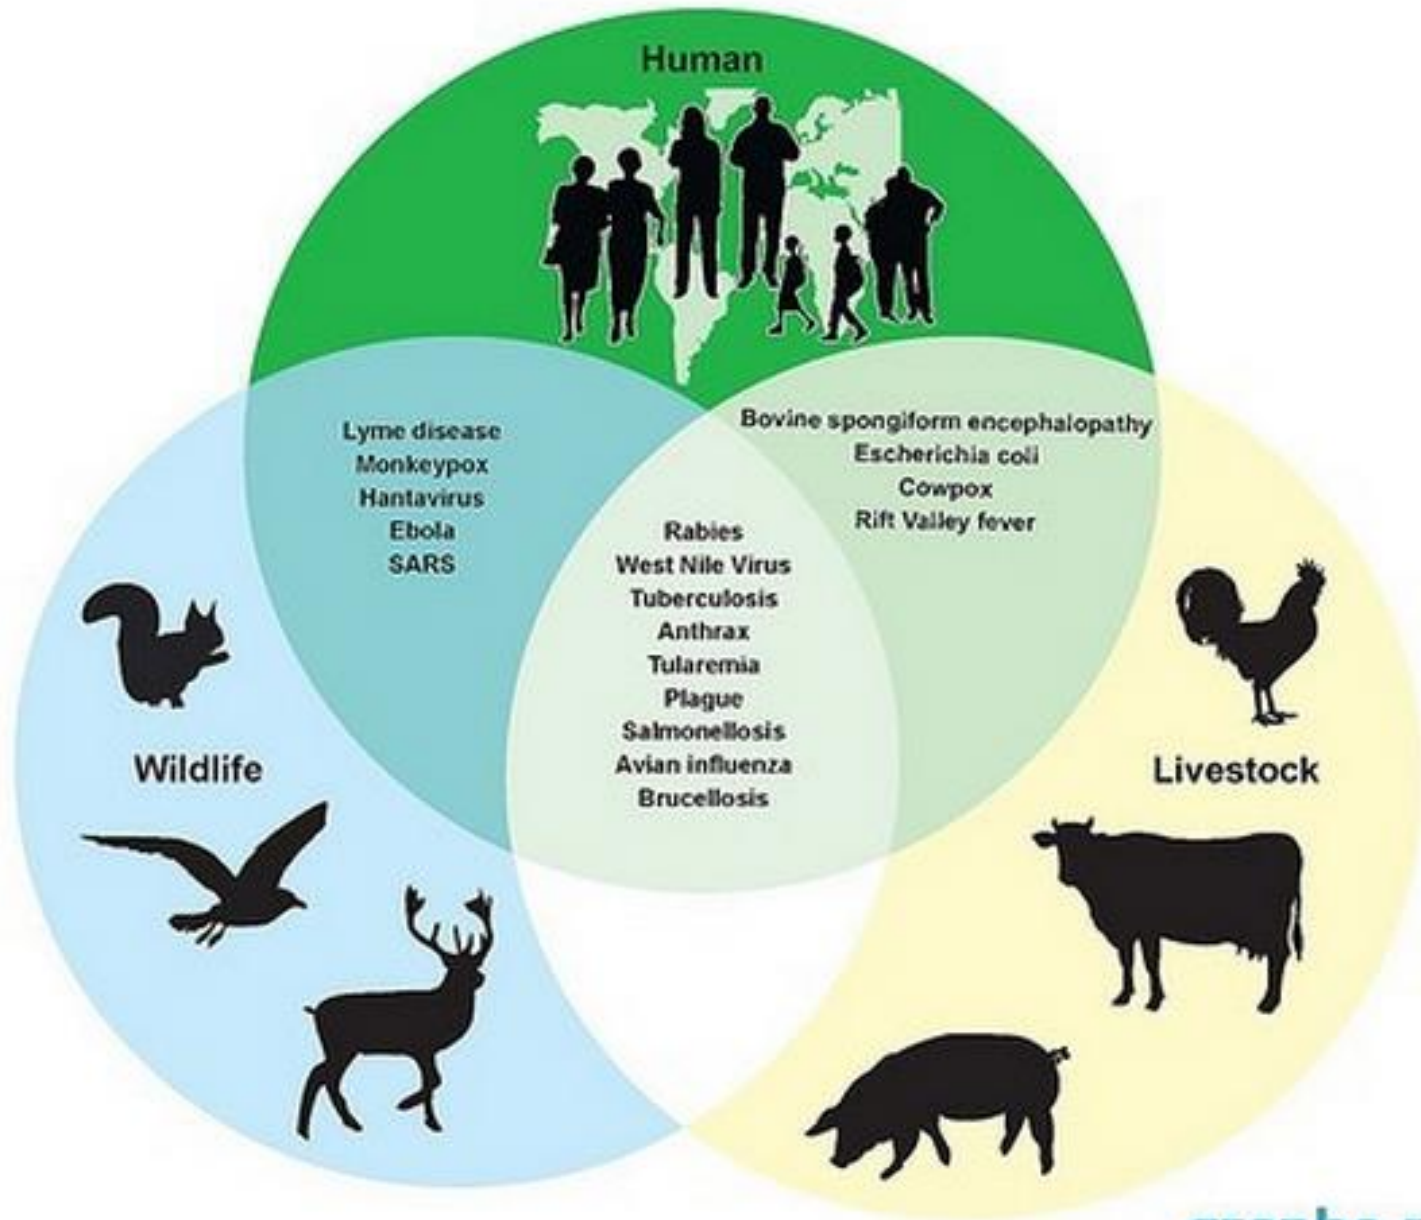 Human
Lyme disease
Monkeypox
Hantavirus
Ebola
SARS
Bovine spongiform encephalopathy
Escherichia coli
Cowpox
Rift Valley fever
Rabies
West Nile Virus
Tuberculosis
Anthrax
Tularemia
Plague
Salmonellosis
Avian influenza
Brucellosis
Wildlife
Livestock